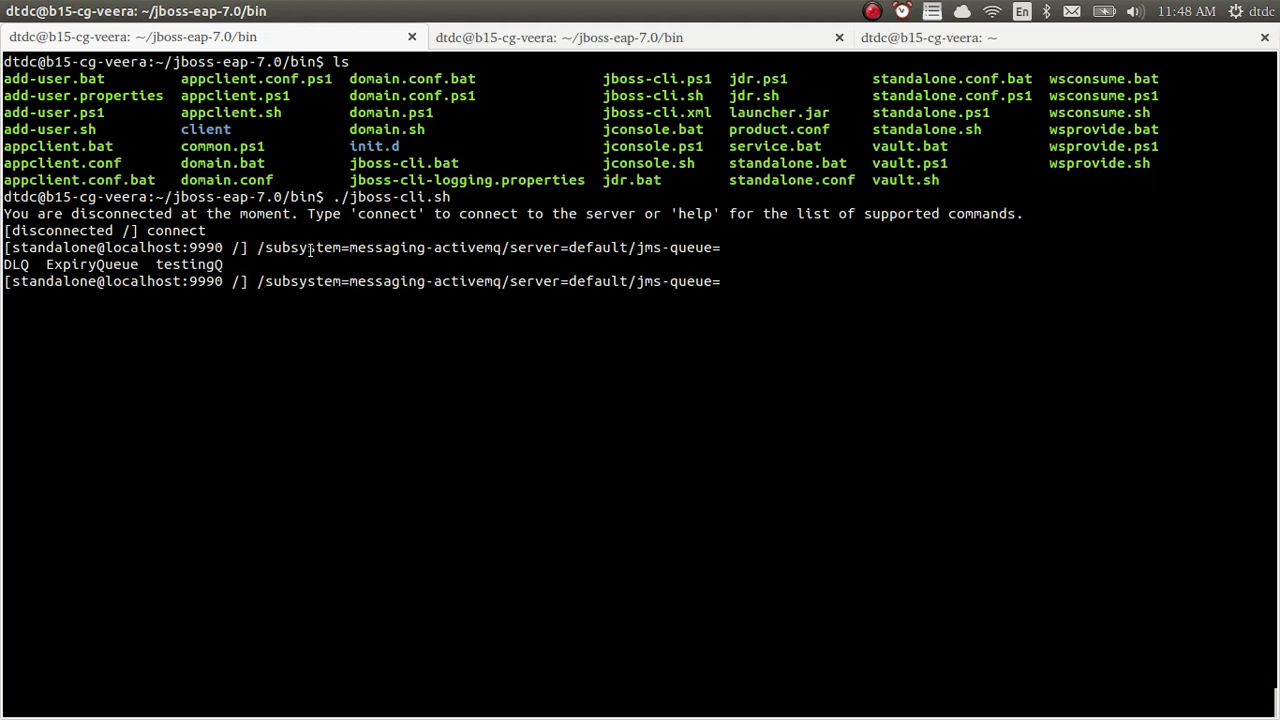 dtdc@b15-cg-veera: ~/jboss-eap-7.0/bin En 11:48 AM dtdc
dtdc@b15-cg-veera: ~/jboss-eap-7.0/bin × dtdc@b15-cg-veera: ~/jboss-eap-7.0/bin × dtdc@b15-cg-veera: ~ ×
dtdc@b15-cg-veera:~/jboss-eap-7.0/bin$ ls
add-user.bat appclient.conf.ps1 domain.conf.bat jboss-cli.ps1 jdr.ps1 standalone.conf.bat wsconsume.bat
add-user.properties appclient.ps1 domain.conf.ps1 jboss-cli.sh jdr.sh standalone.conf.ps1 wsconsume.ps1
add-user.ps1 appclient.sh domain.ps1 jboss-cli.xml launcher.jar standalone.ps1 wsconsume.sh
add-user.sh client domain.sh jconsole.bat product.conf standalone.sh wsprovide.bat
appclient.bat common.ps1 init.d jconsole.ps1 service.bat vault.bat wsprovide.ps1
appclient.conf domain.bat jboss-cli.bat jconsole.sh standalone.bat vault.ps1 wsprovide.sh
appclient.conf.bat domain.conf jboss-cli-logging.properties jdr.bat standalone.conf vault.sh
dtdc@b15-cg-veera:~/jboss-eap-7.0/bin$ ./jboss-cli.sh
You are disconnected at the moment. Type 'connect' to connect to the server or 'help' for the list of supported commands.
[disconnected /] connect
[standalone@localhost:9990 /] /subsystem=messaging-activemq/server=default/jms-queue=
DLQ ExpiryQueue testingQ
[standalone@localhost:9990 /] /subsystem=messaging-activemq/server=default/jms-queue=